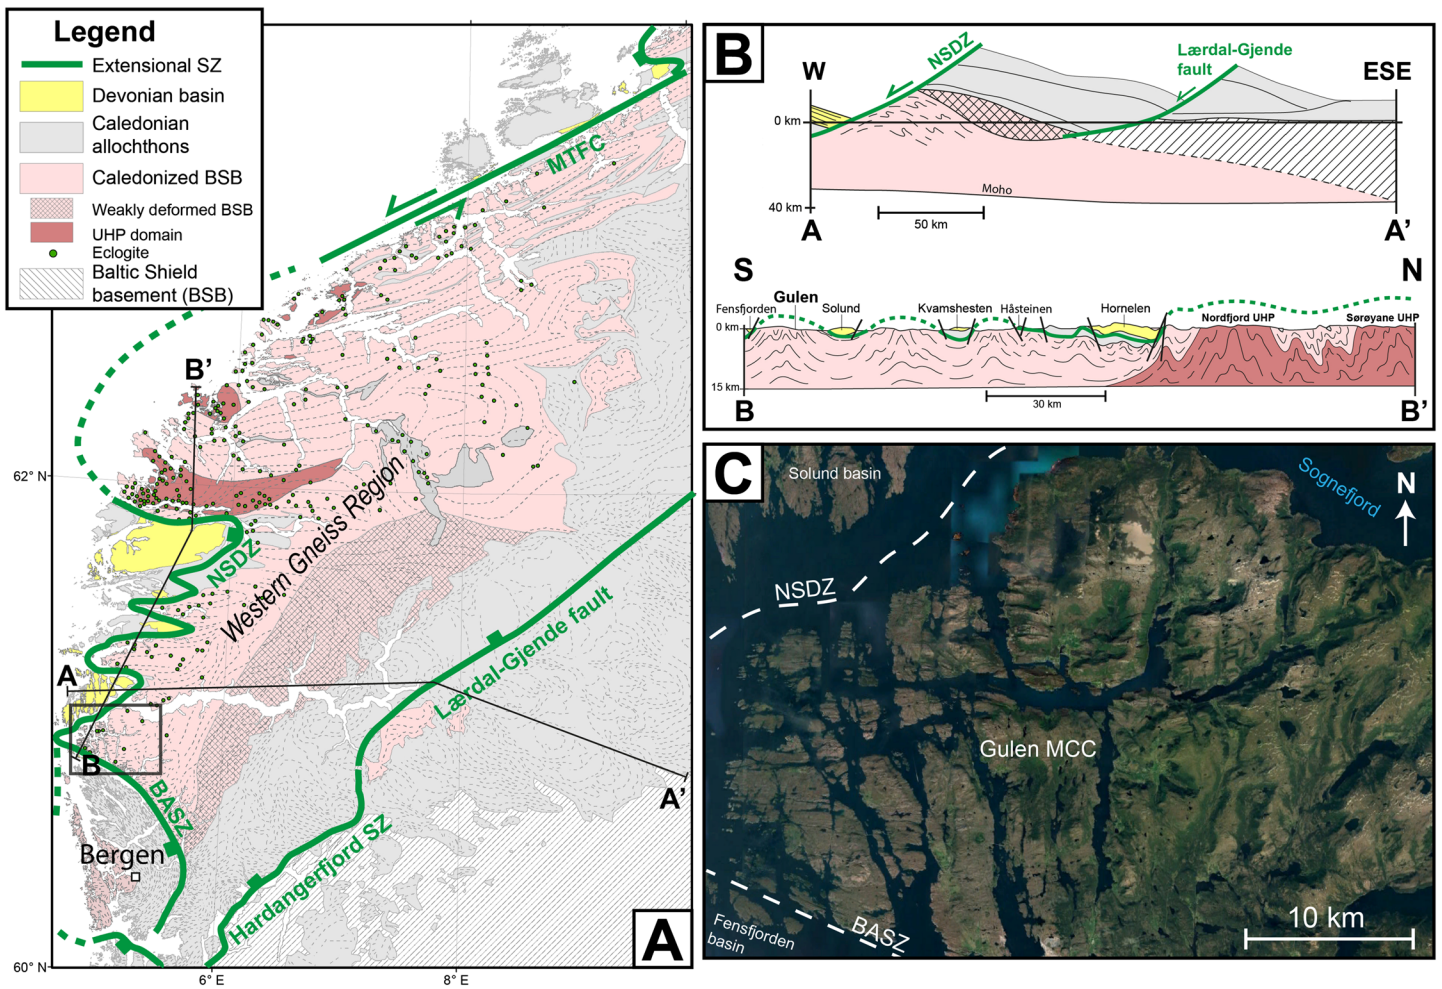 Legend
Extensional SZ
Devonian basin
Caledonian
allochthons
Caledonized BSB
Weakly deformed BSB
UHP domain
Eclogite
Baltic Shield
basement (BSB)
MTFC
B'
62° N
Western Gneiss Region
NSDZ
A
Lærdal-Gjende fault
B
A'
BASZ
Bergen
Hardangerfjord SZ
A
60° N
6° E
8° E
B
W
NSDZ
Lærdal-Gjende
fault
ESE
0 km
Moho
40 km
A
50 km
A'
S
N
Fensfjorden
Gulen
Solund
Kvamshesten
Håsteinen
Hornelen
Nordfjord UHP
Sørøyane UHP
0 km
15 km
B
30 km
B'
C
Solund basin
Sognefjord
N
NSDZ
Gulen MCC
10 km
BASZ
Fensfjorden
basin